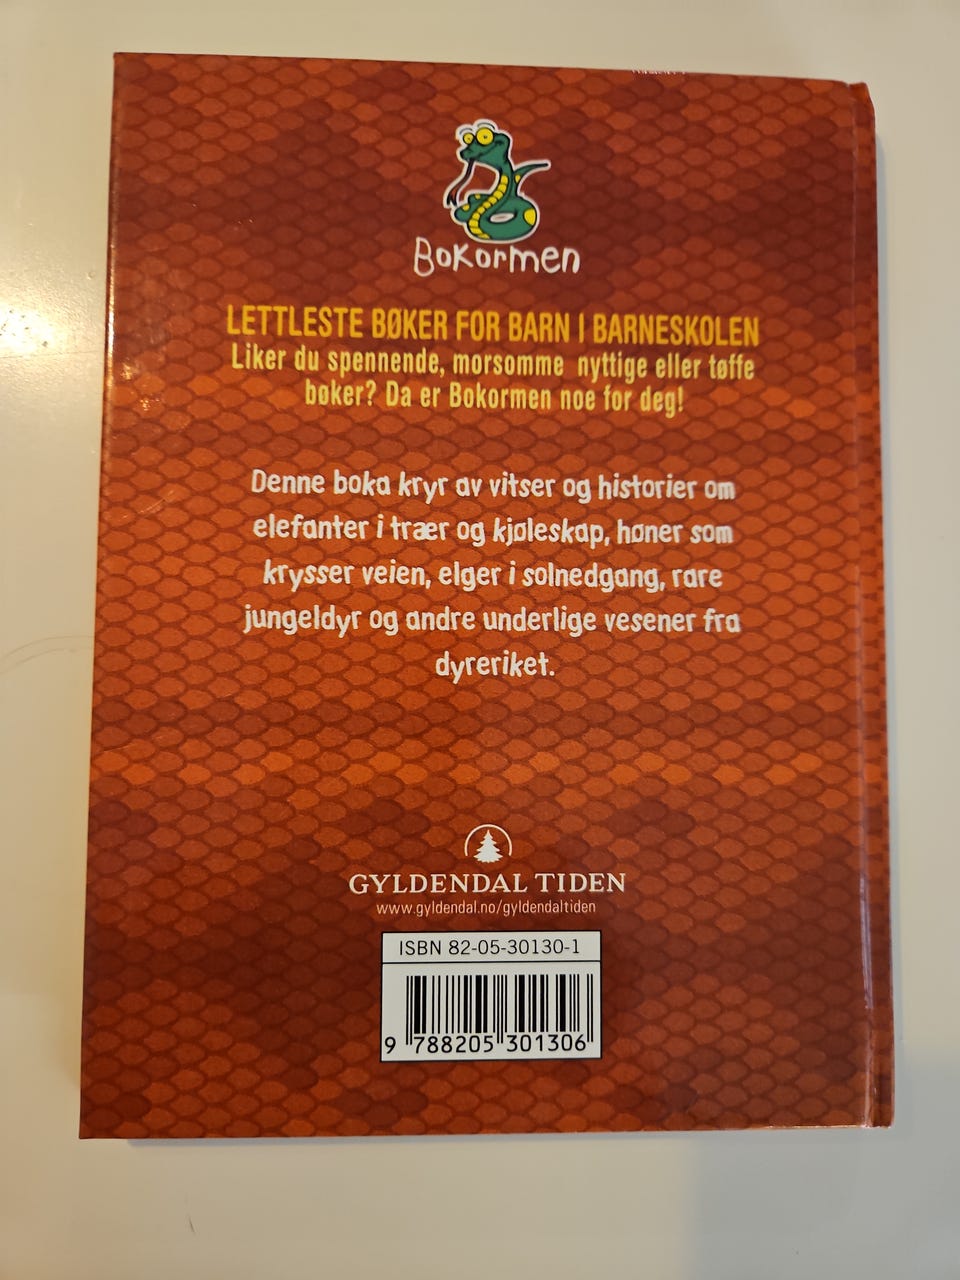 Bokormen
LETTLESTE BØKER FOR BARN I BARNESKOLEN
Liker du spennende, morsomme nyttige eller tøffe
bøker? Da er Bokormen noe for deg!
Denne boka kryr av vitser og historier om
elefanter i trær og kjøleskap, høner som
krysser veien, elger i solnedgang, rare
jungeldyr og andre underlige vesener fra
dyreriket.
GYLDENDAL TIDEN
www.gyldendal.no/gyldendaltiden
ISBN 82-05-30130-1
9 788205 301306